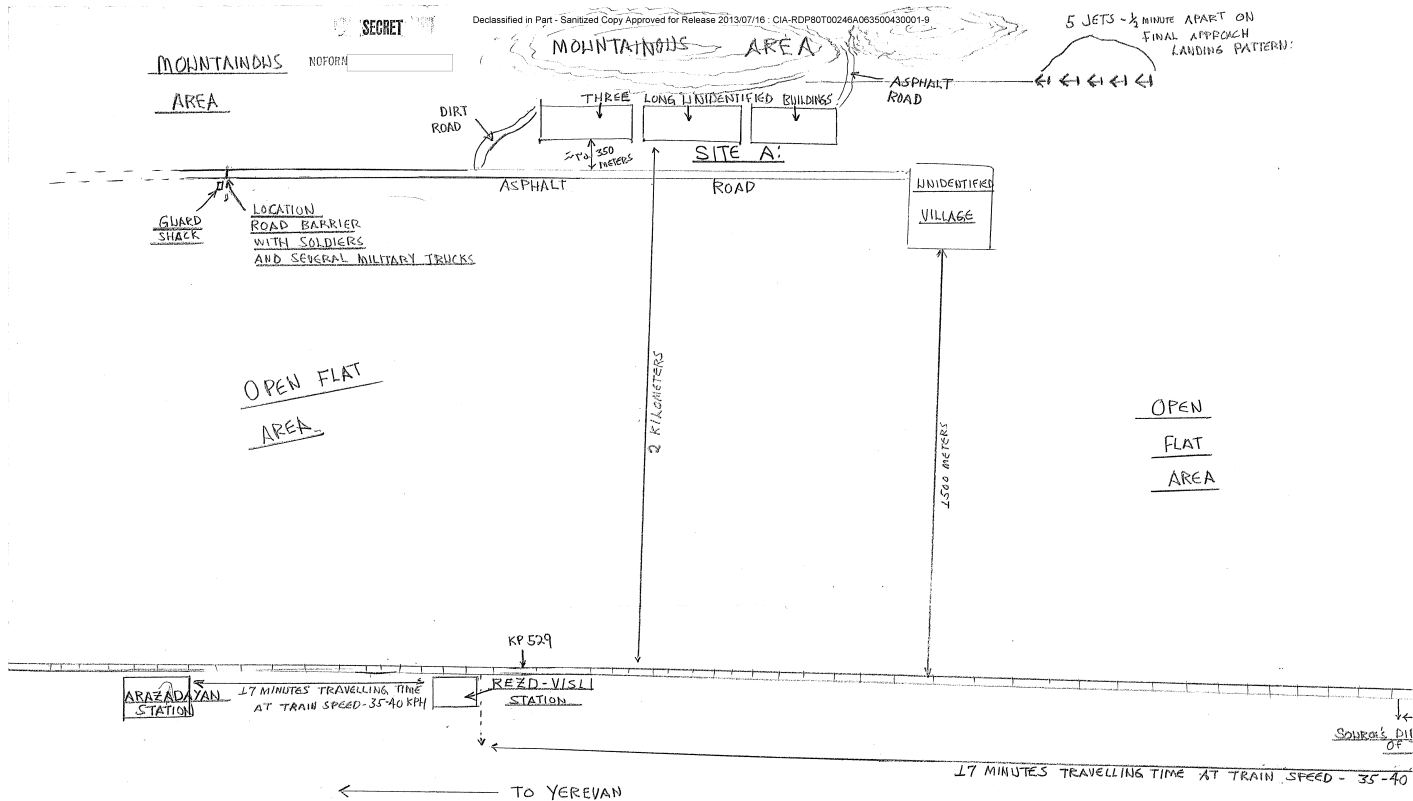 SECRET
Declassified in Part - Sanitized Copy Approved for Release 2013/07/16 : CIA-RDP80T00246A063500430001-9
5 JETS - ½ MINUTE APART ON
FINAL APPROACH
LANDING PATTERN:
MOUNTAINOUS
AREA
NOFORN
MOUNTAINOUS AREA
ASPHALT
ROAD
DIRT
ROAD
THREE LONG UNIDENTIFIED BUILDINGS
350
METERS
SITE A:
ASPHALT ROAD
UNIDENTIFIED
VILLAGE
GUARD
SHACK
LOCATION
ROAD BARRIER
WITH SOLDIERS
AND SEVERAL MILITARY TRUCKS
OPEN FLAT
AREA
2 KILOMETERS
1500 METERS
OPEN
FLAT
AREA
KP 529
ARAZADAYAN
STATION
17 MINUTES TRAVELLING TIME
AT TRAIN SPEED - 35-40 KPH
REZD-VISLI
STATION
SOURCE'S DI
OF
17 MINUTES TRAVELLING TIME AT TRAIN SPEED - 35-40
TO YEREVAN